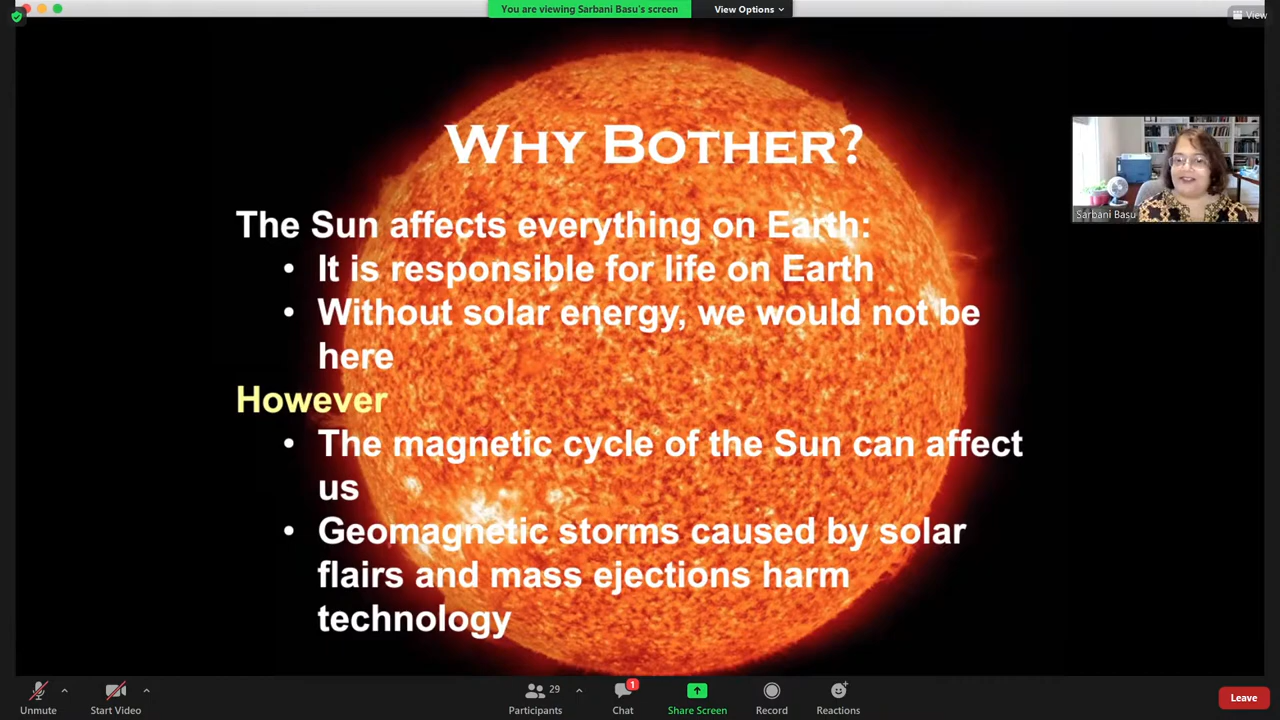 You are viewing Sarbani Basu's screen
View Options
View
WHY BOTHER?
Sarbani Basu
The Sun affects everything on Earth:
• It is responsible for life on Earth
• Without solar energy, we would not be
here
However
• The magnetic cycle of the Sun can affect
us
• Geomagnetic storms caused by solar
flairs and mass ejections harm
technology
Unmute
Start Video
29
Participants
1
Chat
Share Screen
Record
Reactions
Leave